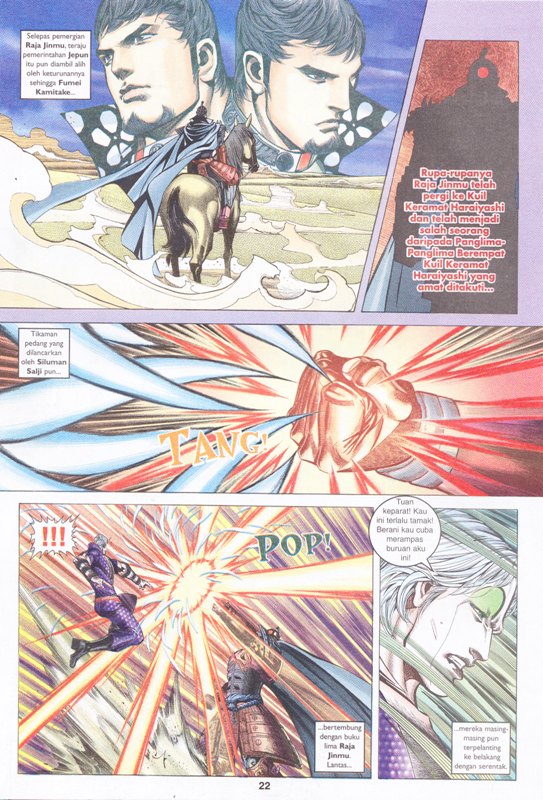 Selepas pemergian
Raja Jinmu, teraju
pemerintahan Jepun
itu pun diambil alih
oleh keturunannya
sehingga Fumei
Kamitake...
Rupa-rupanya
Raja Jinmu telah
pergi ke Kuil
Keramat Haraiyashi
dan telah menjadi
salah seorang
daripada Panglima-
Panglima Berempat
Kuil Keramat
Haraiyashi yang
amat ditakuti...
Tikaman
pedang yang
dilancarkan
oleh Siluman
Salji pun...
TANG!
!!!
POP!
Tuan
keparat! Kau
ini terlalu tamak!
Berani kau cuba
merampas
buruan aku
ini!
...bertembung
dengan buku
lima Raja
Jinmu.
Lantas...
...mereka masing-
masing pun
terpelanting
ke belakang
dengan serentak.
22